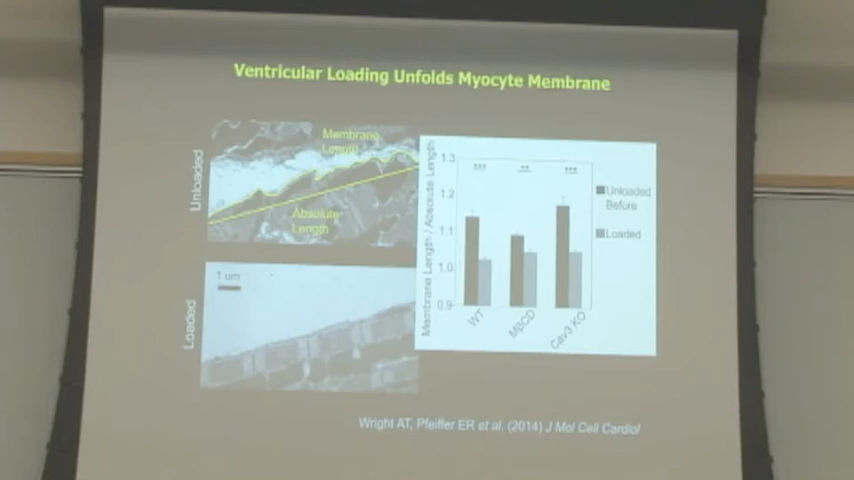 Ventricular Loading Unfolds Myocyte Membrane
Unloaded
Membrane
Length
Absolute
Length
Loaded
1 um
Membrane Length / Absolute Length
1.3
1.2
1.1
1.0
0.9
***
**
***
WT
MβCD
Cav3 KO
Unloaded
Before
Loaded
Wright AT, Pfeiffer ER et al. (2014) J Mol Cell Cardiol